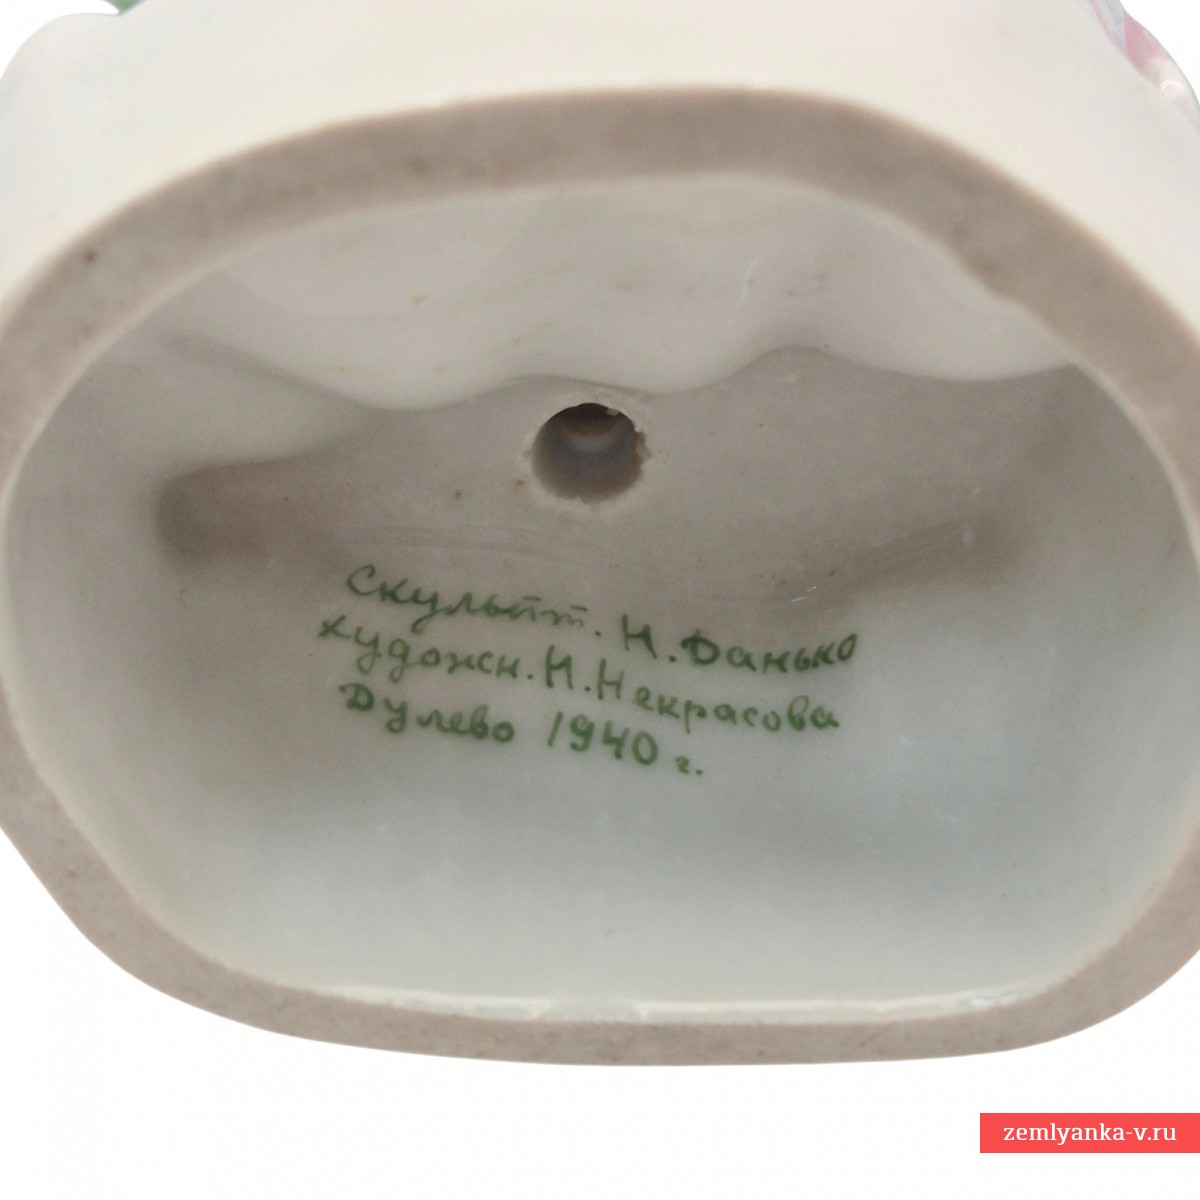 Скульпт. Н. Данько
Художн. Н. Некрасова
Дулево 1940 г.
zemlyanka-v.ru